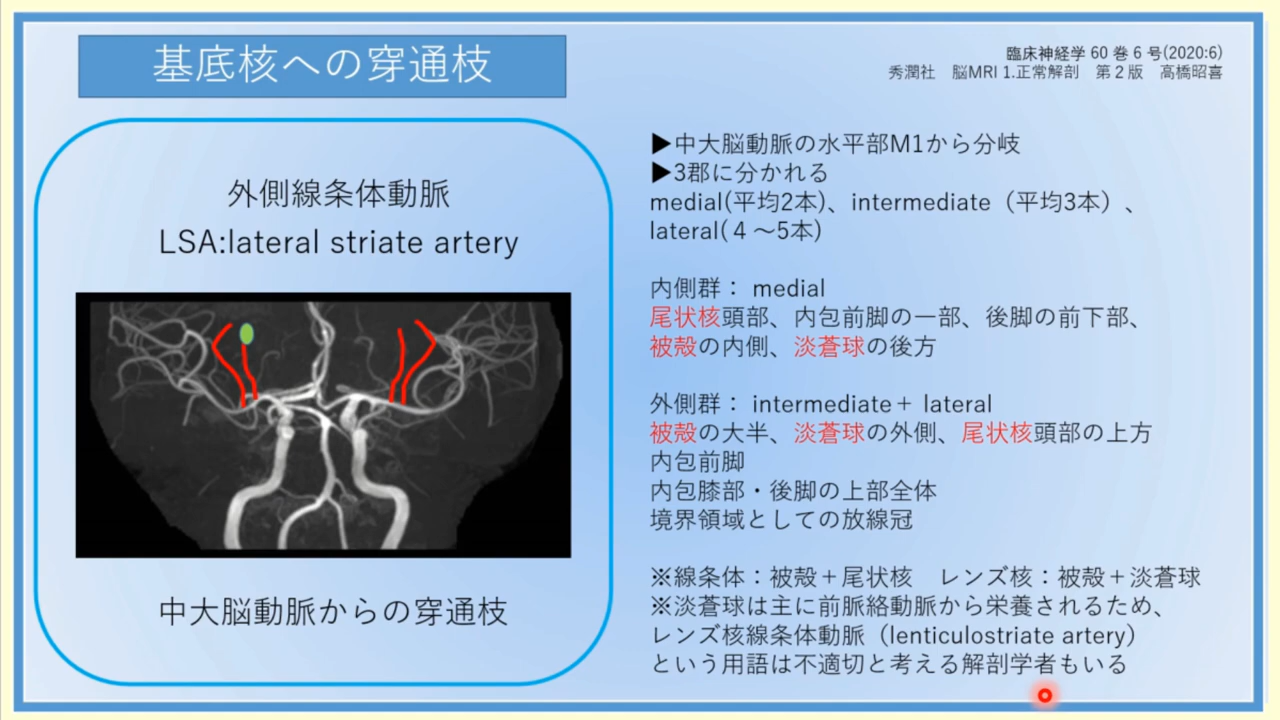 基底核への穿通枝
臨床神経学 60 巻 6 号(2020:6)
秀潤社　脳MRI 1.正常解剖　第２版　高橋昭喜
外側線条体動脈
LSA:lateral striate artery
中大脳動脈からの穿通枝
▶中大脳動脈の水平部M1から分岐
▶3郡に分かれる
medial(平均2本)、intermediate（平均3本）、
lateral(４～5本)
内側群： medial
尾状核頭部、内包前脚の一部、後脚の前下部、
被殻の内側、淡蒼球の後方
外側群： intermediate＋ lateral
被殻の大半、淡蒼球の外側、尾状核頭部の上方
内包前脚
内包膝部・後脚の上部全体
境界領域としての放線冠
※線条体：被殻＋尾状核　レンズ核：被殻＋淡蒼球
※淡蒼球は主に前脈絡動脈から栄養されるため、
レンズ核線条体動脈（lenticulostriate artery）
という用語は不適切と考える解剖学者もいる